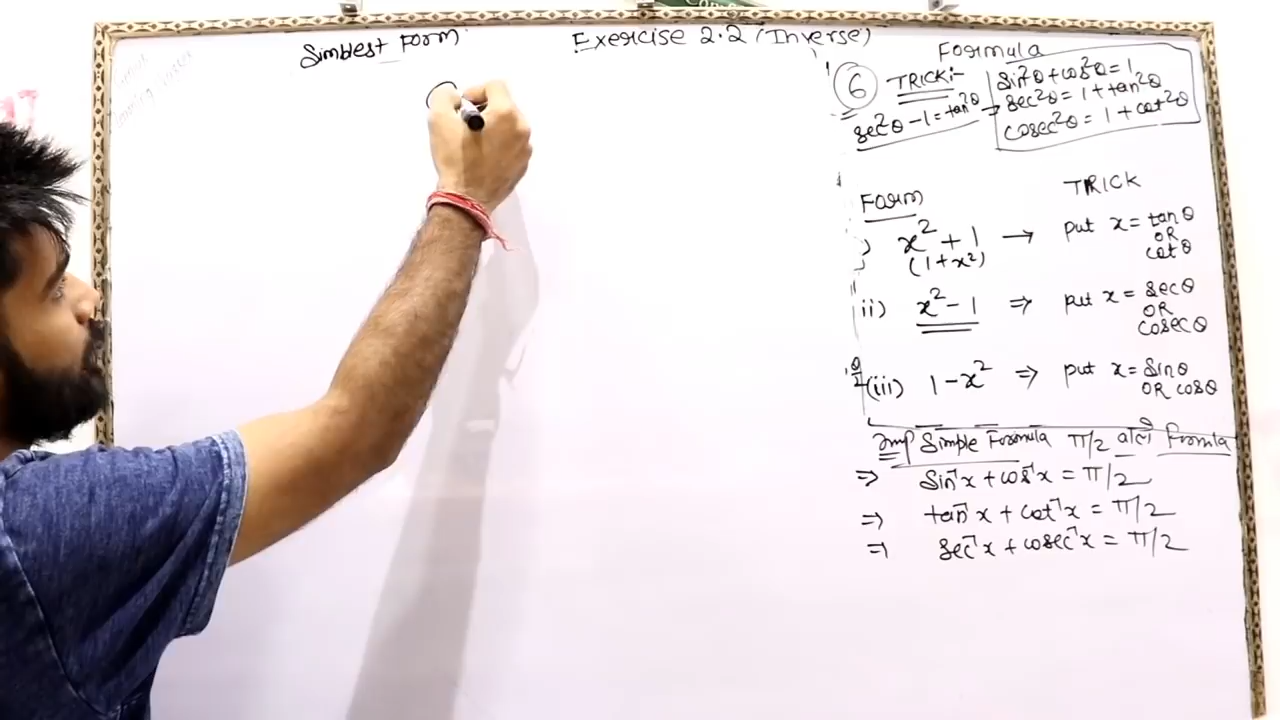 Simplest Form
Exercise 2.2 (Inverse)
Formula
6 TRICK:-
sin²θ + cos²θ = 1
sec²θ = 1 + tan²θ
cosec²θ = 1 + cot²θ
sec²θ - 1 = tan²θ →
Form
TRICK
) x² + 1 → put x = tanθ
OR
(1 + x²) cotθ
ii) x² - 1 ⇒ put x = secθ
OR
cosecθ
(iii) 1 - x² ⇒ put x = sinθ
OR cosθ
Imp Simple Formula π/2 वाले Formula
⇒ sin⁻¹x + cos⁻¹x = π/2
⇒ tan⁻¹x + cot⁻¹x = π/2
⇒ sec⁻¹x + cosec⁻¹x = π/2